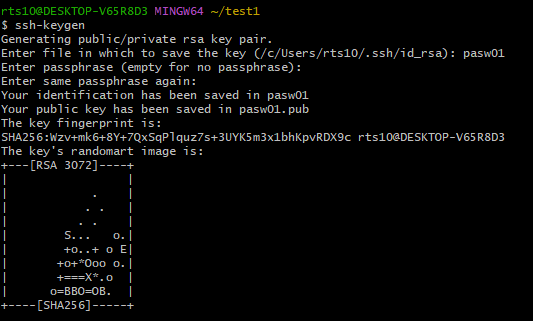 rts10@DESKTOP-V65R8D3 MINGW64 ~/test1
$ ssh-keygen
Generating public/private rsa key pair.
Enter file in which to save the key (/c/Users/rts10/.ssh/id_rsa): pasw01
Enter passphrase (empty for no passphrase):
Enter same passphrase again:
Your identification has been saved in pasw01
Your public key has been saved in pasw01.pub
The key fingerprint is:
SHA256:Wzv+mk6+8Y+7QxSqPlquz7s+3UYK5m3x1bhKpvRDX9c rts10@DESKTOP-V65R8D3
The key's randomart image is:
+---[RSA 3072]----+
|                 |
|            .    |
|           . .   |
|          . .    |
|        S...   o.|
|        +o..+ o E|
|       +o+*Ooo o.|
|       +===X*.o  |
|      o=BBO=OB.  |
+----[SHA256]-----+